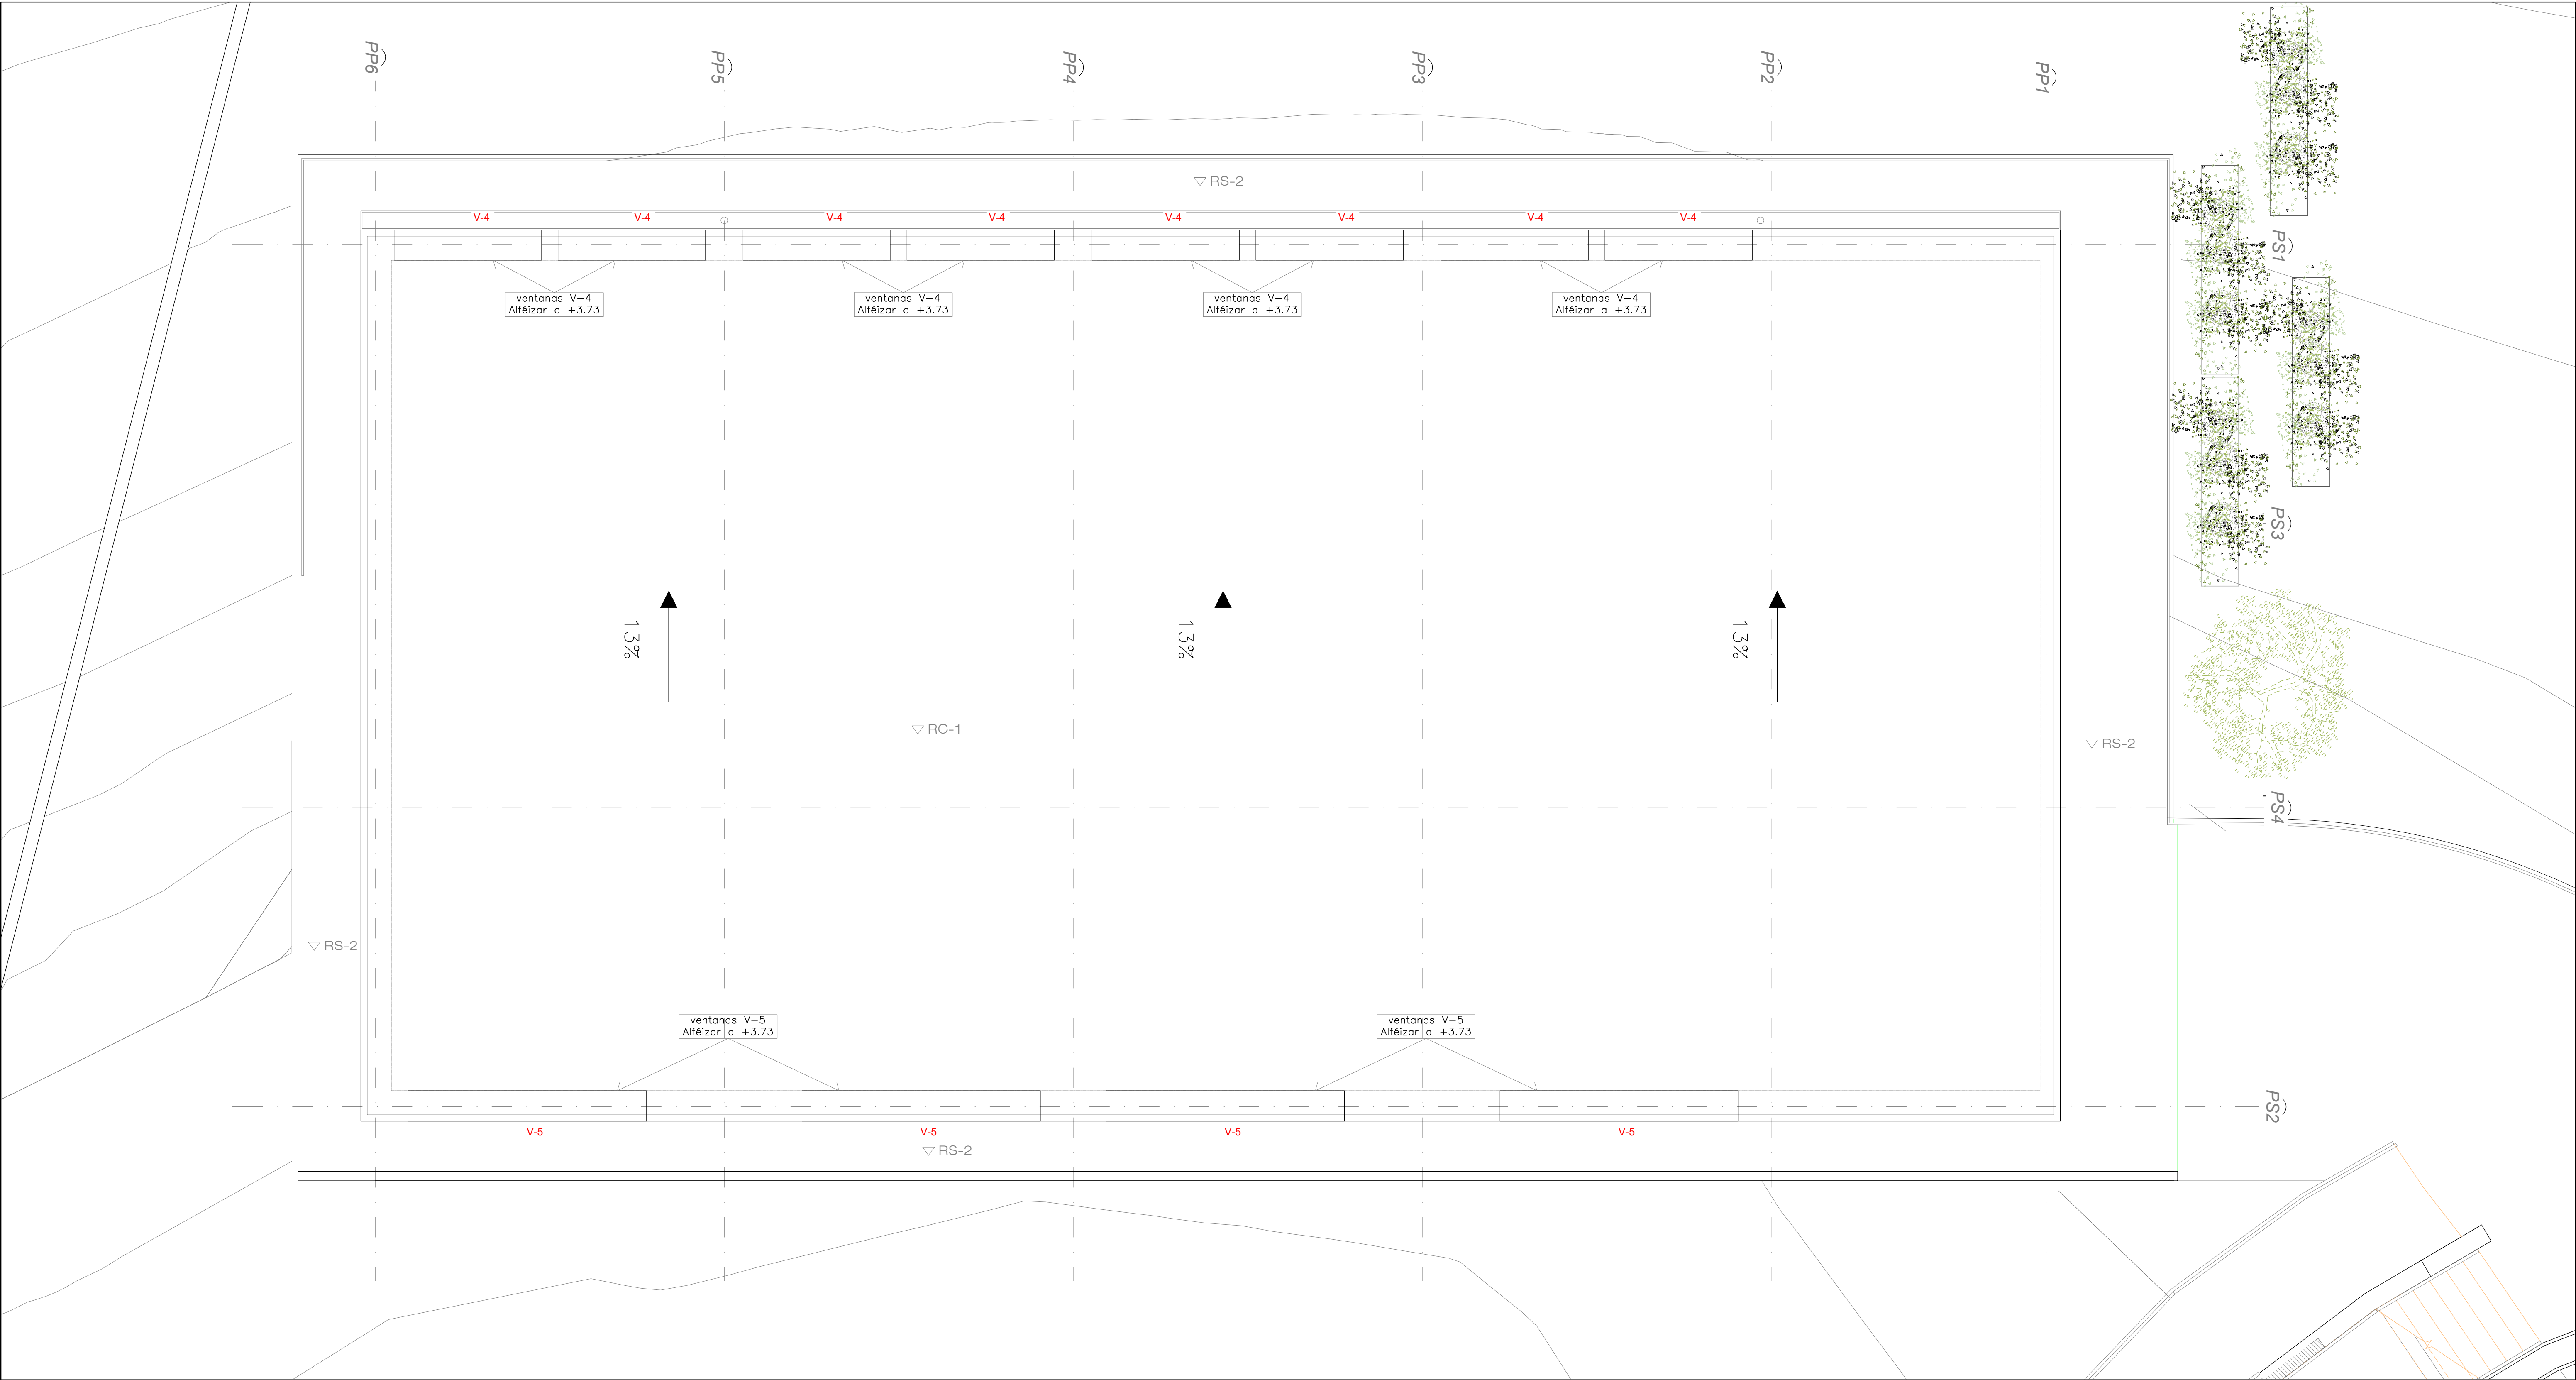 PP6
PP5
PP4
PP3
PP2
PP1
RS-2
V-4
V-4
V-4
V-4
V-4
V-4
V-4
V-4
PS1
ventanas V-4
Alféizar a +3.73
ventanas V-4
Alféizar a +3.73
ventanas V-4
Alféizar a +3.73
ventanas V-4
Alféizar a +3.73
PS3
13%
13%
13%
RC-1
RS-2
PS4
RS-2
ventanas V-5
Alféizar a +3.73
ventanas V-5
Alféizar a +3.73
PS2
V-5
V-5
V-5
V-5
RS-2